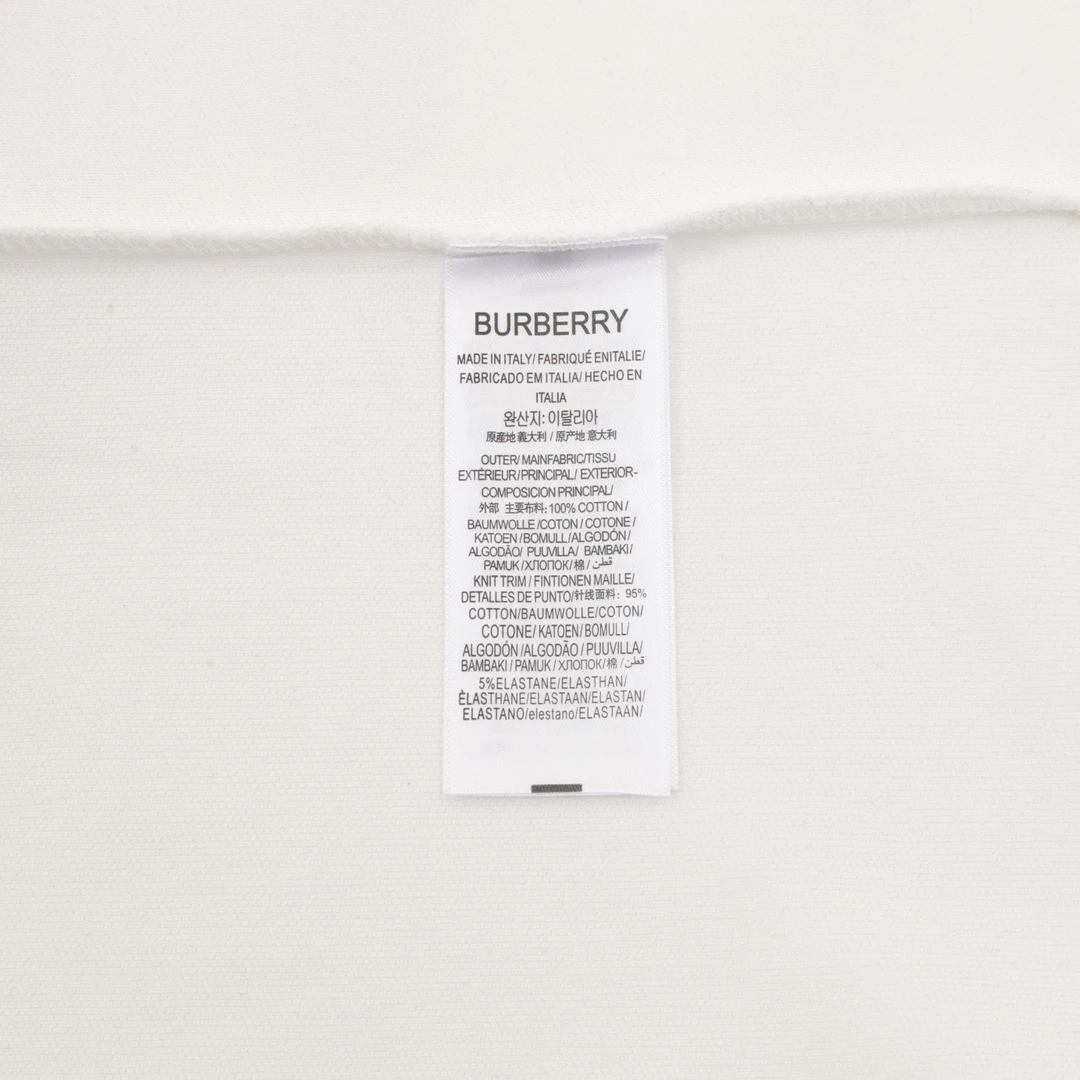 BURBERRY
MADE IN ITALY/ FABRIQUÉ ENITALIE/
FABRICADO EM ITALIA/ HECHO EN
ITALIA
완산지: 이탈리아
原產地 義大利 / 原产地 意大利
OUTER/ MAINFABRIC/TISSU
EXTÉRIEUR/PRINCIPAL/ EXTERIOR-
COMPOSICION PRINCIPAL/
外部 主要布料: 100% COTTON /
BAUMWOLLE /COTON / COTONE /
KATOEN /BOMULL/ALGODÓN /
ALGODÃO/ PUUVILLA/ BAMBAKI/
PAMUK /ХЛОПОК/棉 / قطن
KNIT TRIM / FINTIONEN MAILLE/
DETALLES DE PUNTO/针线面料: 95%
COTTON/BAUMWOLLE/COTON/
COTONE/ KATOEN/ BOMULL/
ALGODÓN /ALGODÃO / PUUVILLA/
BAMBAKI / PAMUK / ХЛОПОК/棉 / قطن
5%ELASTANE/ELASTHAN/
ÈLASTHANE/ELASTAAN/ELASTAN/
ELASTANO/elestano/ELASTAAN/